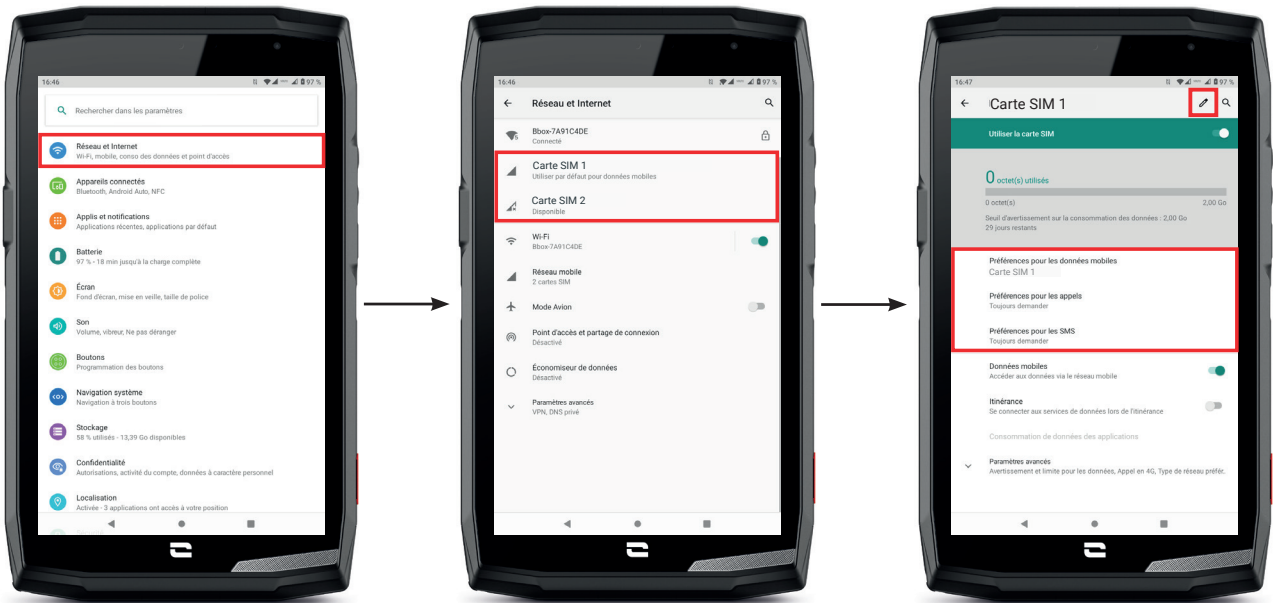 16:46
97 %
Rechercher dans les paramètres
Réseau et Internet
Wi-Fi, mobile, conso des données et point d'accès
Appareils connectés
Bluetooth, Android Auto, NFC
Applis et notifications
Applications récentes, applications par défaut
Batterie
97 % - 18 min jusqu'à la charge complète
Écran
Fond d'écran, mise en veille, taille de police
Son
Volume, vibreur, Ne pas déranger
Boutons
Programmation des boutons
Navigation système
Navigation à trois boutons
Stockage
58 % utilisés - 13,39 Go disponibles
Confidentialité
Autorisations, activité du compte, données à caractère personnel
Localisation
Activée - 3 applications ont accès à votre position
16:46
97 %
Réseau et Internet
Bbox-7A91C4DE
Connecté
Carte SIM 1
Utiliser par défaut pour données mobiles
Carte SIM 2
Disponible
Wi-Fi
Bbox-7A91C4DE
Réseau mobile
2 cartes SIM
Mode Avion
Point d'accès et partage de connexion
Désactivé
Économiseur de données
Désactivé
Paramètres avancés
VPN, DNS privé
16:47
97 %
Carte SIM 1
Utiliser la carte SIM
0 octet(s) utilisés
0 octet(s) 2,00 Go
Seuil d'avertissement sur la consommation des données : 2,00 Go
29 jours restants
Préférences pour les données mobiles
Carte SIM 1
Préférences pour les appels
Toujours demander
Préférences pour les SMS
Toujours demander
Données mobiles
Accéder aux données via le réseau mobile
Itinérance
Se connecter aux services de données lors de l'itinérance
Consommation de données des applications
Paramètres avancés
Avertissement et limite pour les données, Appel en 4G, Type de réseau préfér.